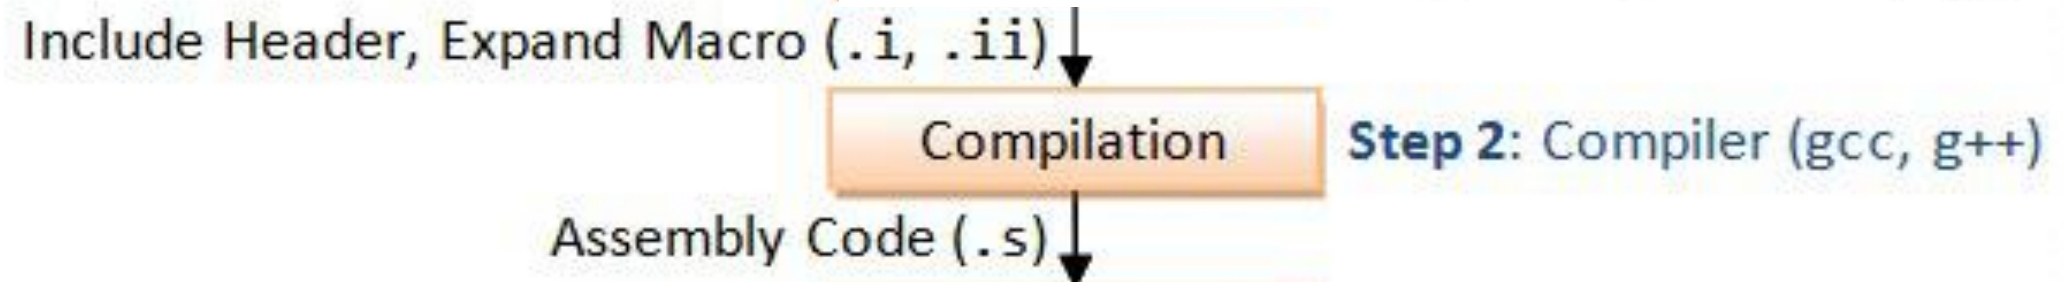 Include Header, Expand Macro (.i, .ii)
Compilation
Step 2: Compiler (gcc, g++)
Assembly Code (.s)